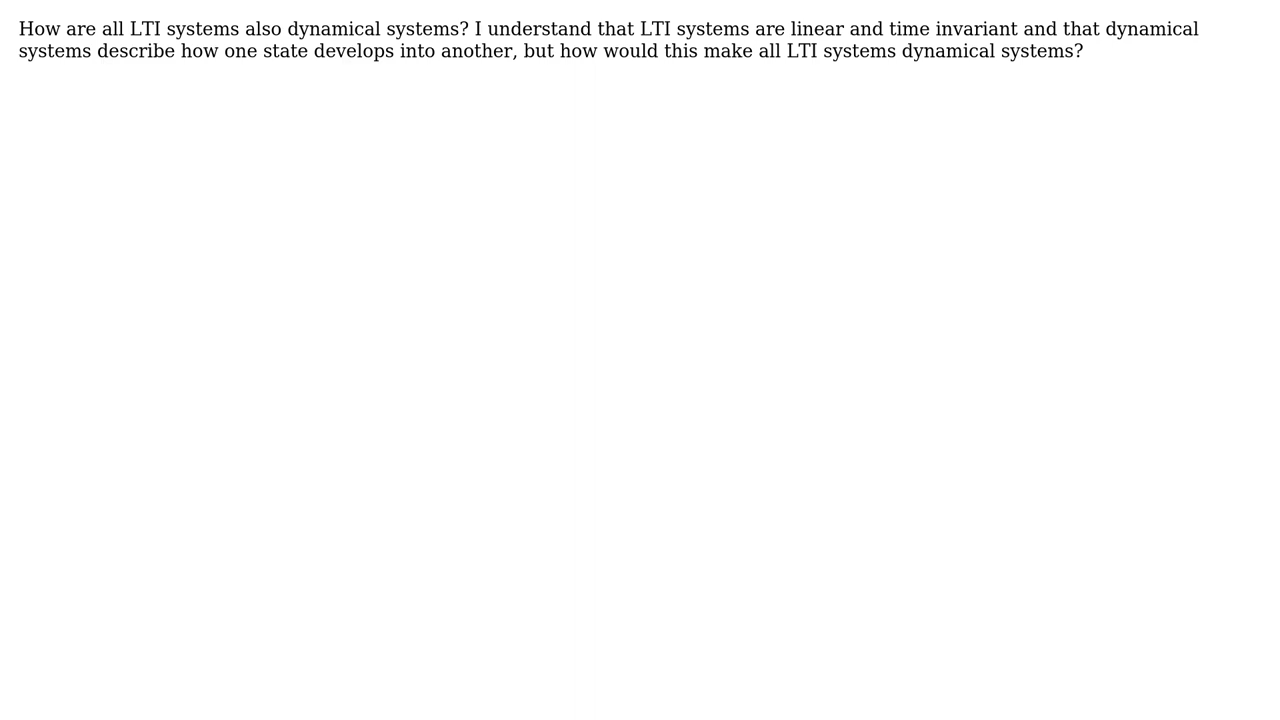 How are all LTI systems also dynamical systems? I understand that LTI systems are linear and time invariant and that dynamical
systems describe how one state develops into another, but how would this make all LTI systems dynamical systems?